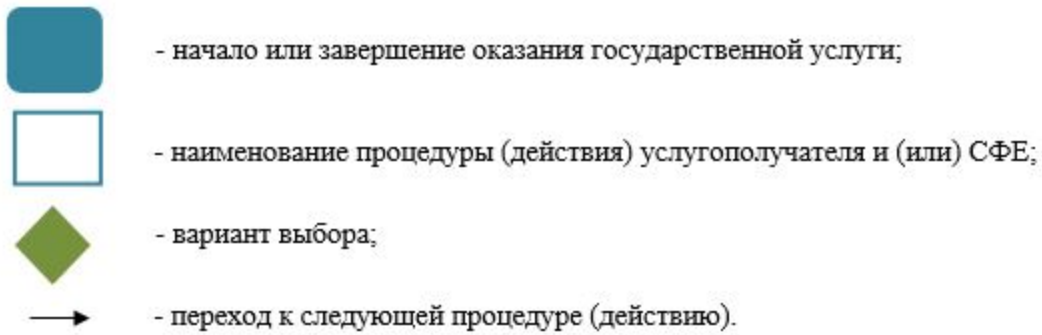 - начало или завершение оказания государственной услуги;
- наименование процедуры (действия) услугополучателя и (или) СФЕ;
- вариант выбора;
- переход к следующей процедуре (действию).